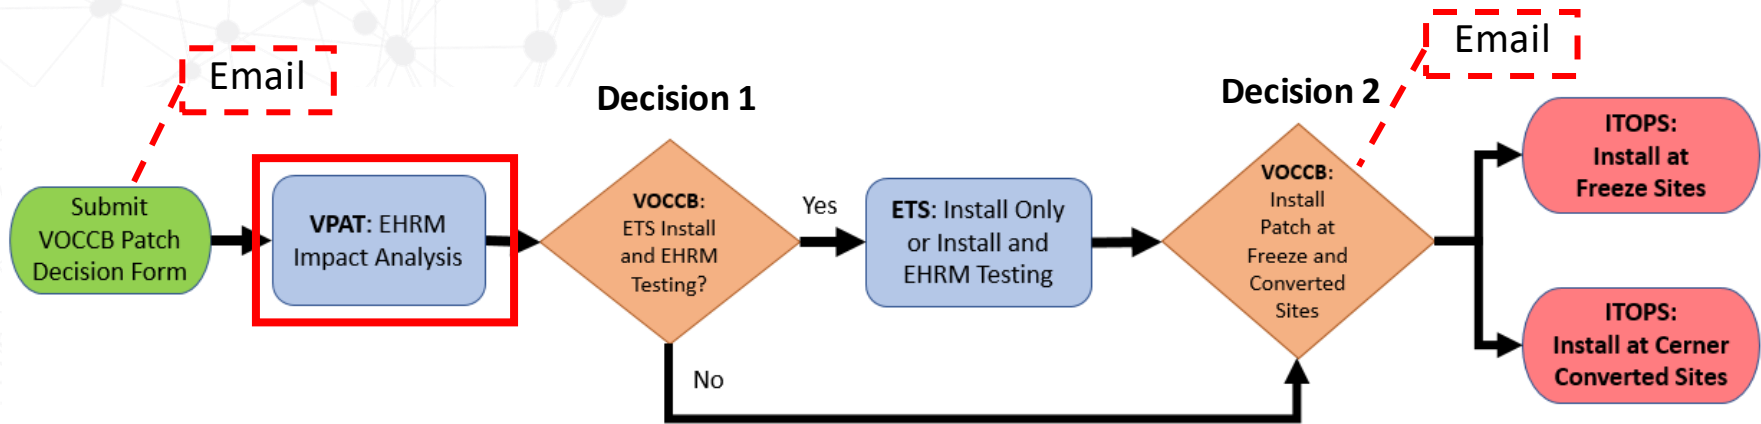 Email
Submit
VOCCB Patch
Decision Form
VPAT: EHRM
Impact Analysis
Decision 1
VOCCB:
ETS Install
and EHRM
Testing?
Yes
No
ETS: Install Only
or Install and
EHRM Testing
Decision 2
Email
VOCCB:
Install
Patch at
Freeze and
Converted
Sites
ITOPS:
Install at
Freeze Sites
ITOPS:
Install at Cerner
Converted Sites